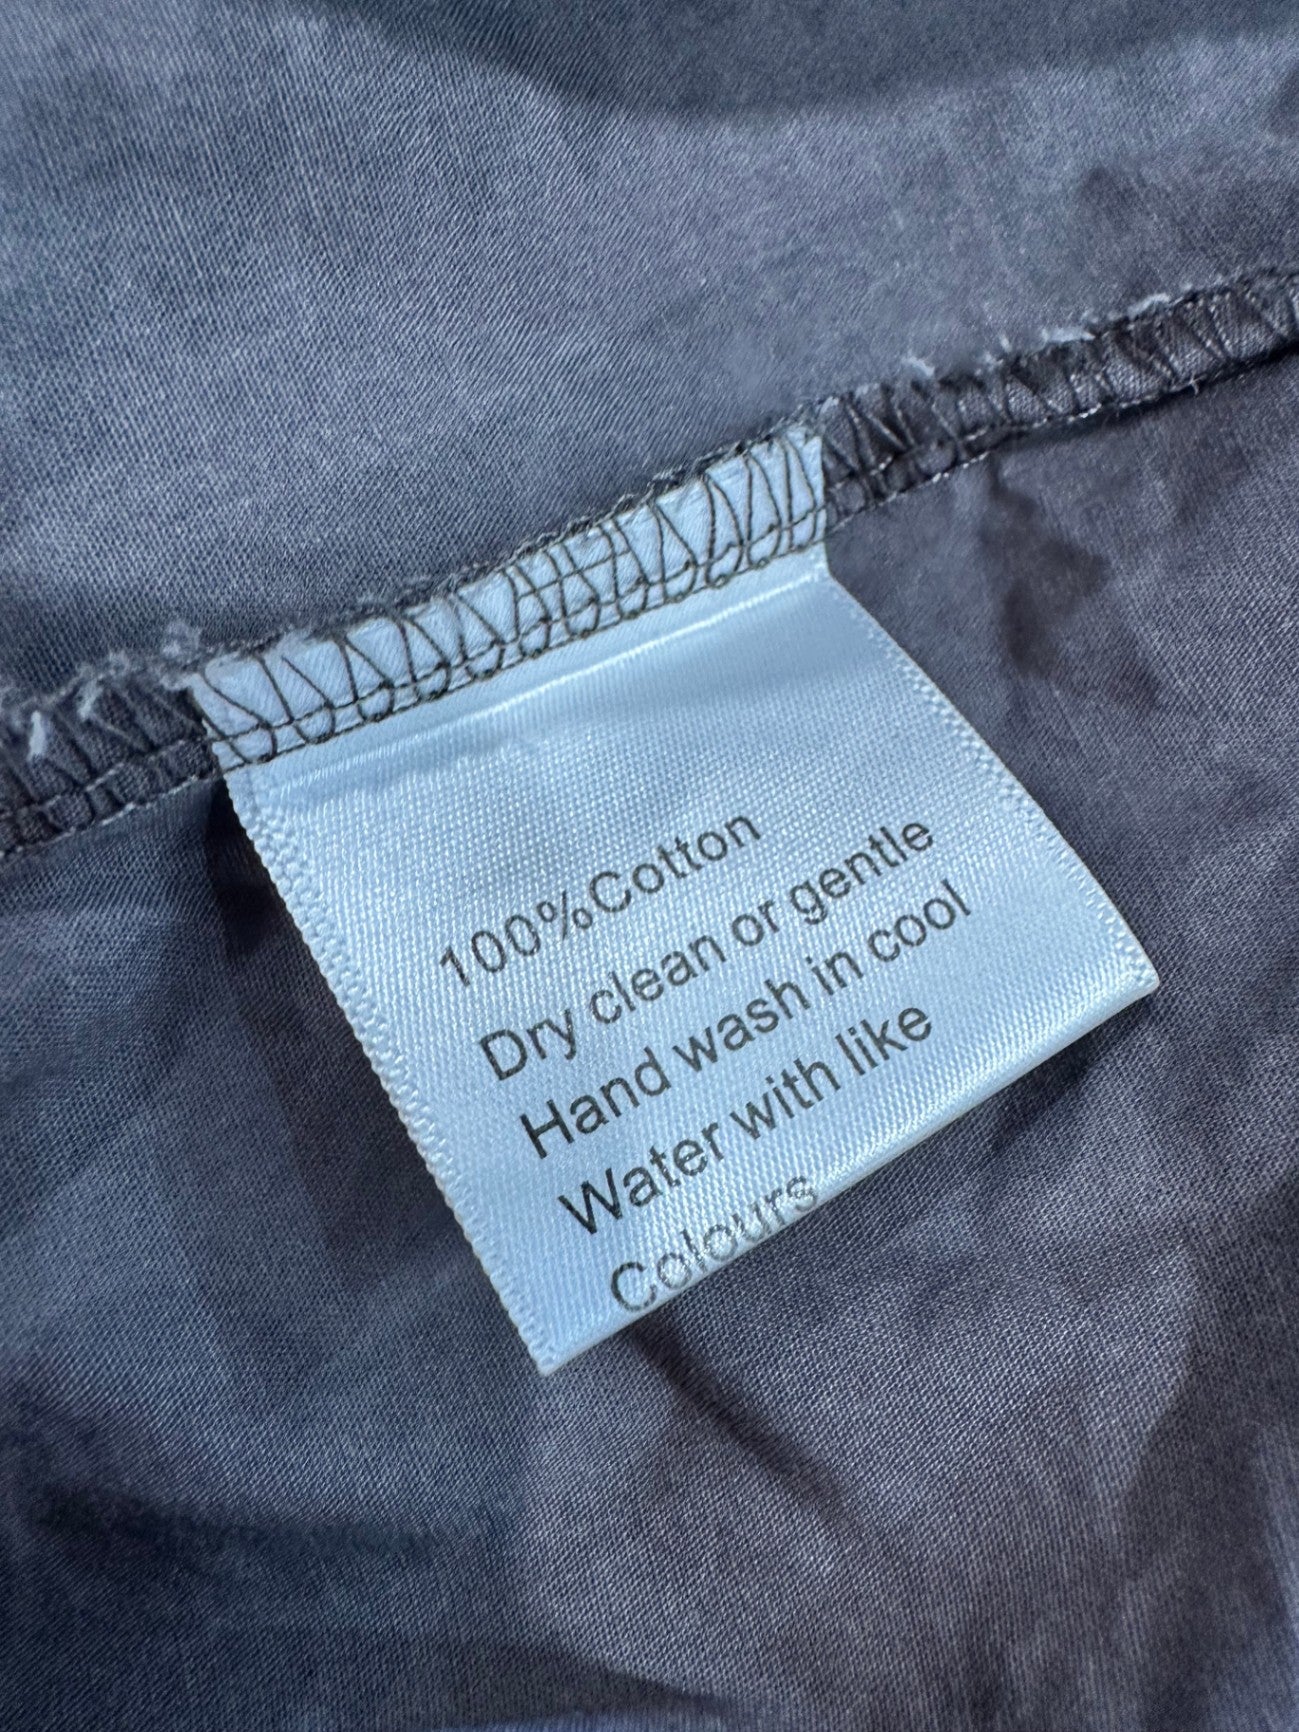 100%Cotton
Dry clean or gentle
Hand wash in cool
Water with like
Colours